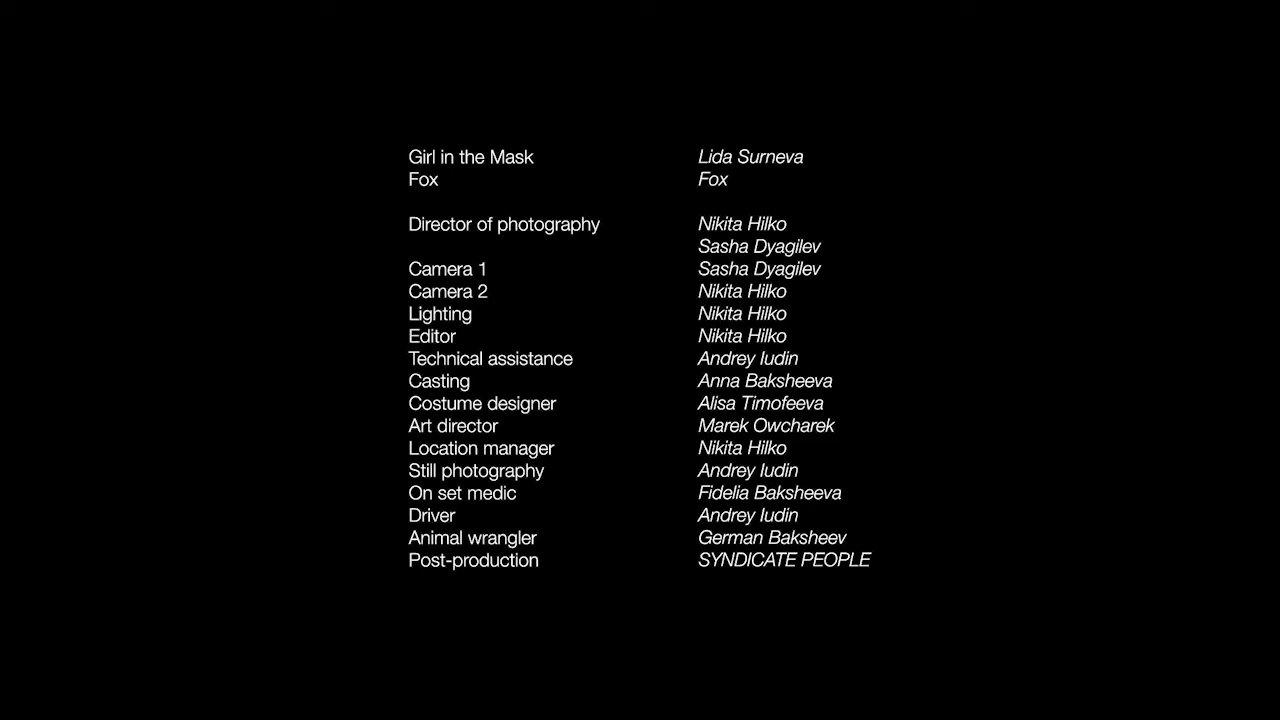 Girl in the Mask Lida Surneva
Fox Fox
Director of photography Nikita Hilko
Sasha Dyagilev
Camera 1 Sasha Dyagilev
Camera 2 Nikita Hilko
Lighting Nikita Hilko
Editor Nikita Hilko
Technical assistance Andrey Iudin
Casting Anna Baksheeva
Costume designer Alisa Timofeeva
Art director Marek Owcharek
Location manager Nikita Hilko
Still photography Andrey Iudin
On set medic Fidelia Baksheeva
Driver Andrey Iudin
Animal wrangler German Baksheev
Post-production SYNDICATE PEOPLE